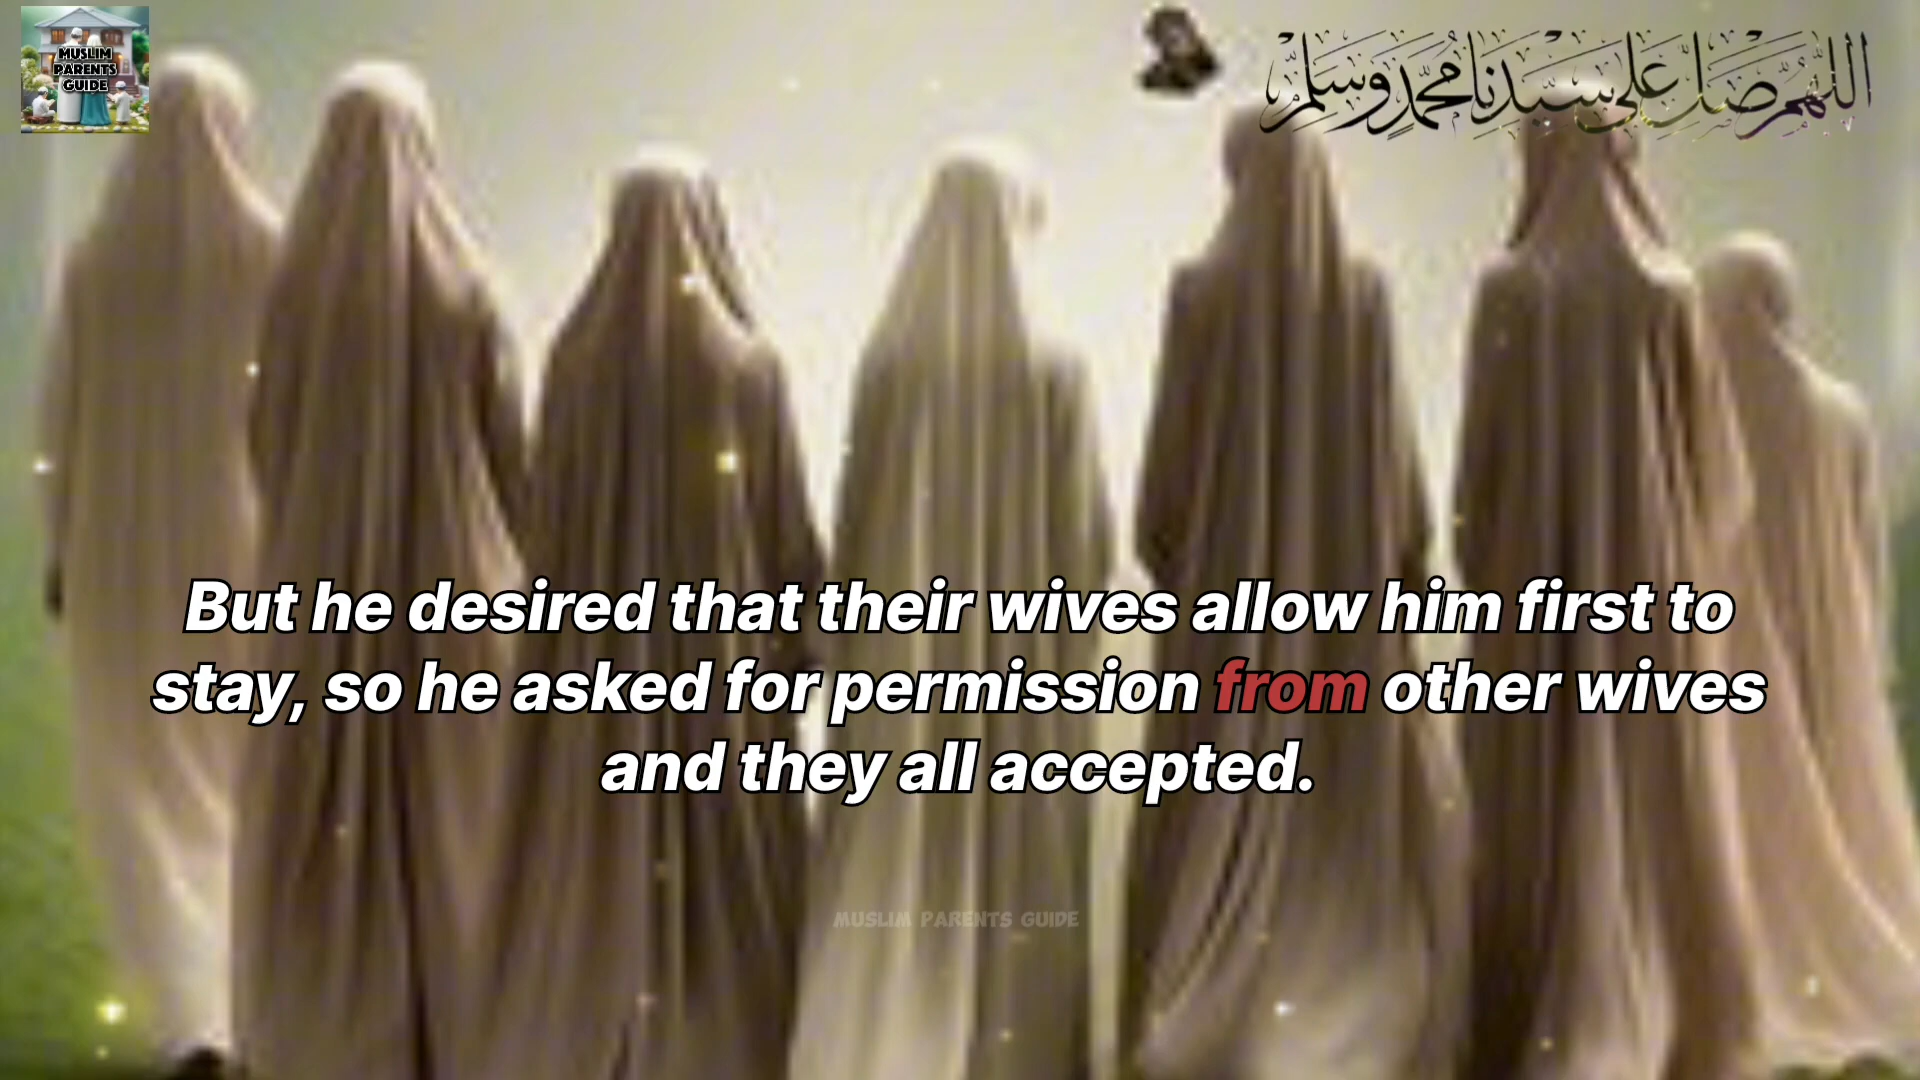 MUSLIM
PARENTS
GUIDE
اللهم صل على سيدنا محمد وسلم
But he desired that their wives allow him first to
stay, so he asked for permission from other wives
and they all accepted.
MUSLIM PARENTS GUIDE